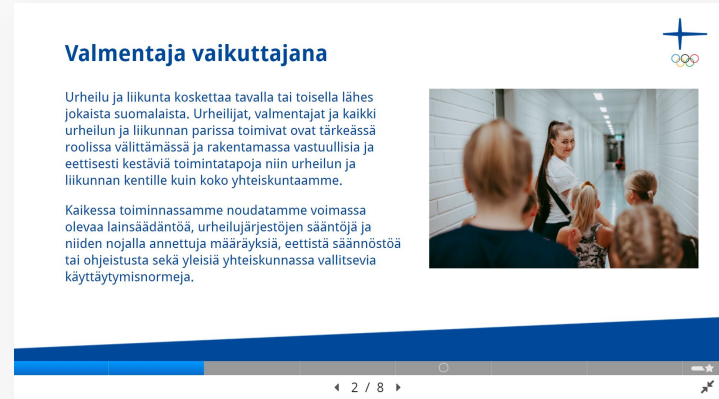 Valmentaja vaikuttajana
Urheilu ja liikunta koskettaa tavalla tai toisella lähes
jokaista suomalaista. Urheilijat, valmentajat ja kaikki
urheilun ja liikunnan parissa toimivat ovat tärkeässä
roolissa välittämässä ja rakentamassa vastuullisia ja
eettisesti kestäviä toimintatapoja niin urheilun ja
liikunnan kentille kuin koko yhteiskuntaamme.
Kaikessa toiminnassamme noudatamme voimassa
olevaa lainsäädäntöä, urheilujärjestöjen sääntöjä ja
niiden nojalla annettuja määräyksiä, eettistä säännöstöä
tai ohjeistusta sekä yleisiä yhteiskunnassa vallitsevia
käyttäytymisnormeja.
2 / 8